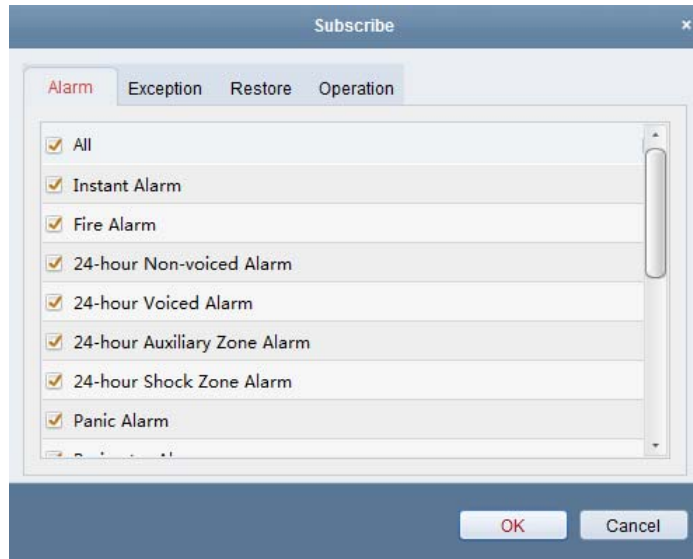 Subscribe
Alarm Exception Restore Operation
All
Instant Alarm
Fire Alarm
24-hour Non-voiced Alarm
24-hour Voiced Alarm
24-hour Auxiliary Zone Alarm
24-hour Shock Zone Alarm
Panic Alarm
OK Cancel